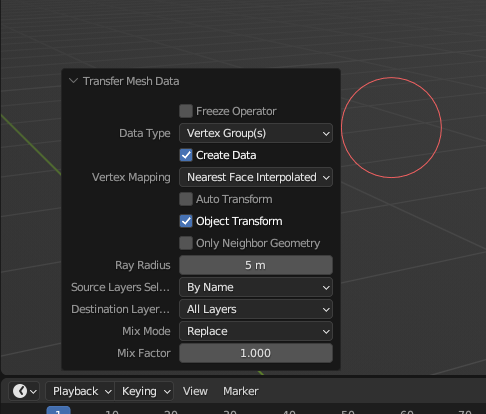 Transfer Mesh Data
Freeze Operator
Data Type Vertex Group(s)
Create Data
Vertex Mapping Nearest Face Interpolated
Auto Transform
Object Transform
Only Neighbor Geometry
Ray Radius 5 m
Source Layers Sel... By Name
Destination Layer... All Layers
Mix Mode Replace
Mix Factor 1.000
Playback Keying View Marker
1 10 20 30 40 50 60 70